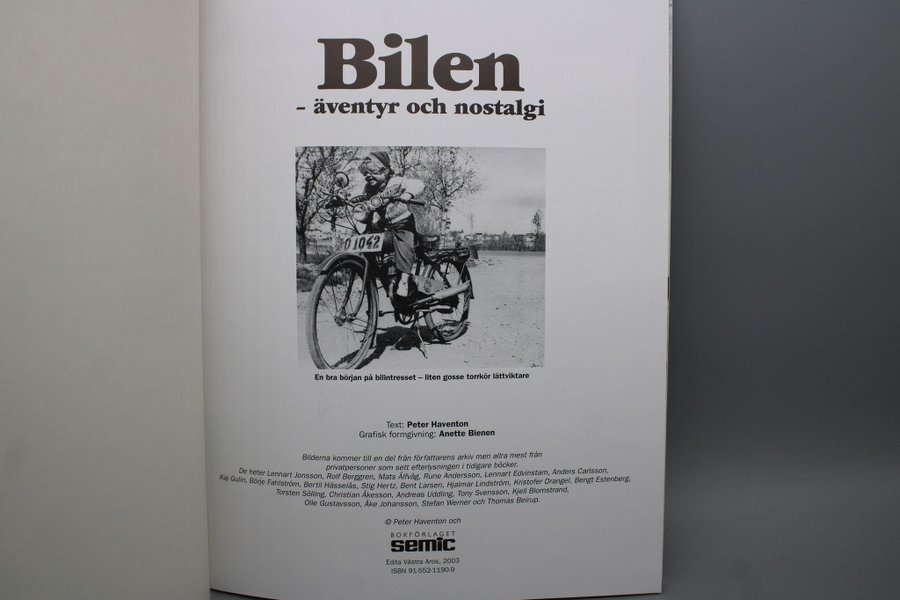 Bilen
- äventyr och nostalgi
D 1042
En bra början på bilintresset – liten gosse torrkör lättviktare
Text: Peter Haventon
Grafisk formgivning: Anette Bienen
Bilderna kommer till en del från författarens arkiv men allra mest från
privatpersoner som sett efterlysningen i tidigare böcker.
De heter Lennart Jonsson, Rolf Berggren, Mats Älfvåg, Rune Andersson, Lennart Edvinstam, Anders Carlsson,
Kaj Gulin, Börje Fahlström, Bertil Hässelås, Stig Hertz, Bent Larsen, Hjalmar Lindström, Kristofer Drangel, Bengt Estenberg,
Torsten Sölling, Christian Åkesson, Andreas Uddling, Tony Svensson, Kjell Blomstrand,
Olle Gustavsson, Åke Johansson, Stefan Werner och Thomas Beirup.
© Peter Haventon och
BOKFÖRLAGET
semic
Edita Västra Aros, 2003
ISBN 91-552-1190-9